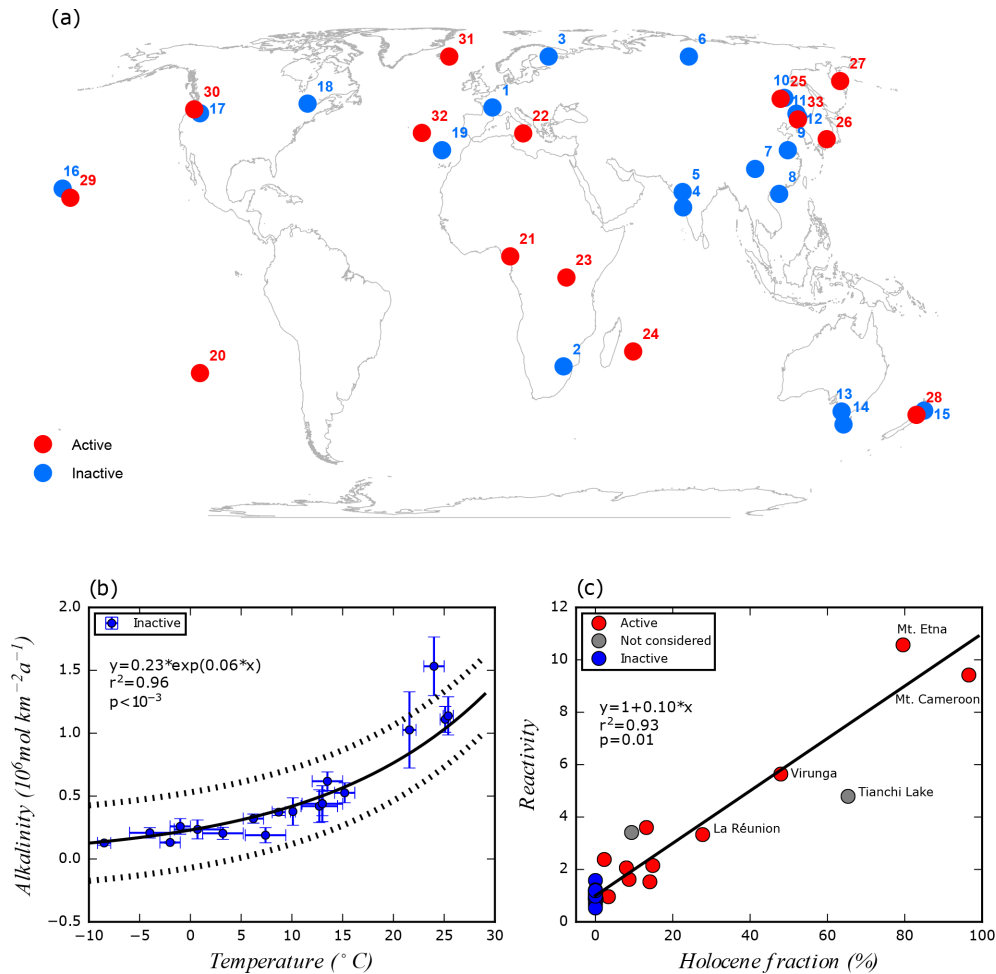 (a)
31
3
6
27
30
17
18
1
10
25
11
33
12
32
19
22
9
26
16
29
5
4
7
8
21
23
20
2
24
13
14
28
15
Active
Inactive
(b)
2.0
1.5
1.0
0.5
0.0
−0.5
Alkalinity (10⁶mol km⁻²a⁻¹)
Inactive
y=0.23*exp(0.06*x)
r²=0.96
p<10⁻³
−10 −5 0 5 10 15 20 25 30
Temperature (°C)
(c)
12
10
8
6
4
2
0
Reactivity
Active
Not considered
Inactive
y=1+0.10*x
r²=0.93
p=0.01
Mt. Etna
Mt. Cameroon
Virunga
Tianchi Lake
La Réunion
0 20 40 60 80 100
Holocene fraction (%)